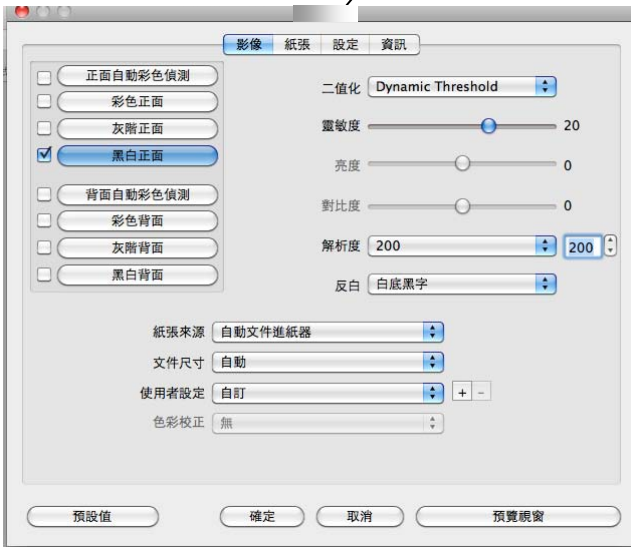 影像 紙張 設定 資訊
正面自動彩色偵測
彩色正面
灰階正面
黑白正面
背面自動彩色偵測
彩色背面
灰階背面
黑白背面
二值化 Dynamic Threshold
靈敏度 20
亮度 0
對比度 0
解析度 200 200
反白 白底黑字
紙張來源 自動文件進紙器
文件尺寸 自動
使用者設定 自訂 + -
色彩校正 無
預設值 確定 取消 預覽視窗